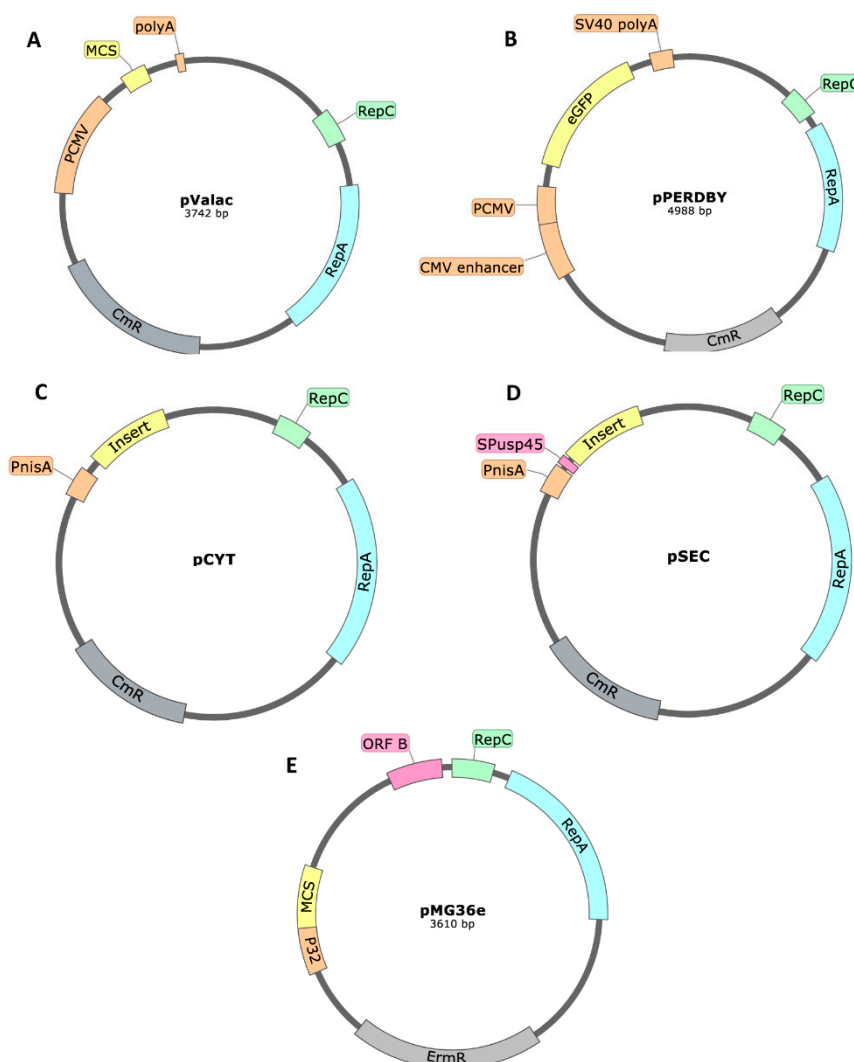 A
polyA
MCS
PCMV
RepC
pValac
3742 bp
RepA
CmR
B
SV40 polyA
eGFP
RepC
RepA
PCMV
pPERDBY
4988 bp
CMV enhancer
CmR
C
RepC
Insert
PnisA
pCYT
RepA
CmR
D
RepC
Insert
SPusp45
PnisA
pSEC
RepA
CmR
E
ORF B
RepC
RepA
MCS
P32
pMG36e
3610 bp
ErmR